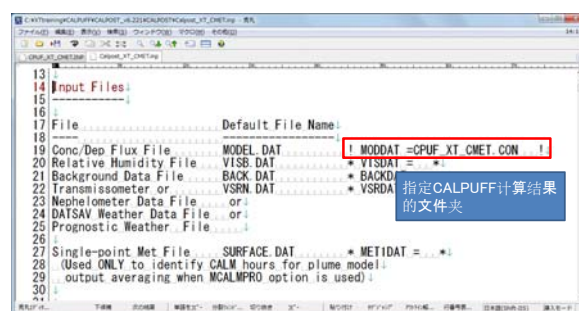 C:¥XTtraining¥CALPUFF¥CALPOST_v6.221¥CALPOST¥Calpost_XT_CMET.inp - 秀丸
ファイル(F) 編集(E) 表示(V) 検索(S) ウィンドウ(W) マクロ(M) その他(O)
CPUF_XT_CMET.INP Calpost_XT_CMET.inp
13
14 Input Files
15 -----------
16
17 File Default File Name
18 ---- -----------------
19 Conc/Dep Flux File MODEL.DAT ! MODDAT =CPUF_XT_CMET.CON !
20 Relative Humidity File VISB.DAT * VISDAT = *
21 Background Data File BACK.DAT * BACKDA
22 Transmissometer or VSRN.DAT * VSRDA
23 Nephelometer Data File or
24 DATSAV Weather Data File or
25 Prognostic Weather File
26
27 Single-point Met File SURFACE.DAT * MET1DAT = *
28 (Used ONLY to identify CALM hours for plume model
29 output averaging when MCALMPRO option is used)
30
指定CALPUFF计算结果
的文件夹